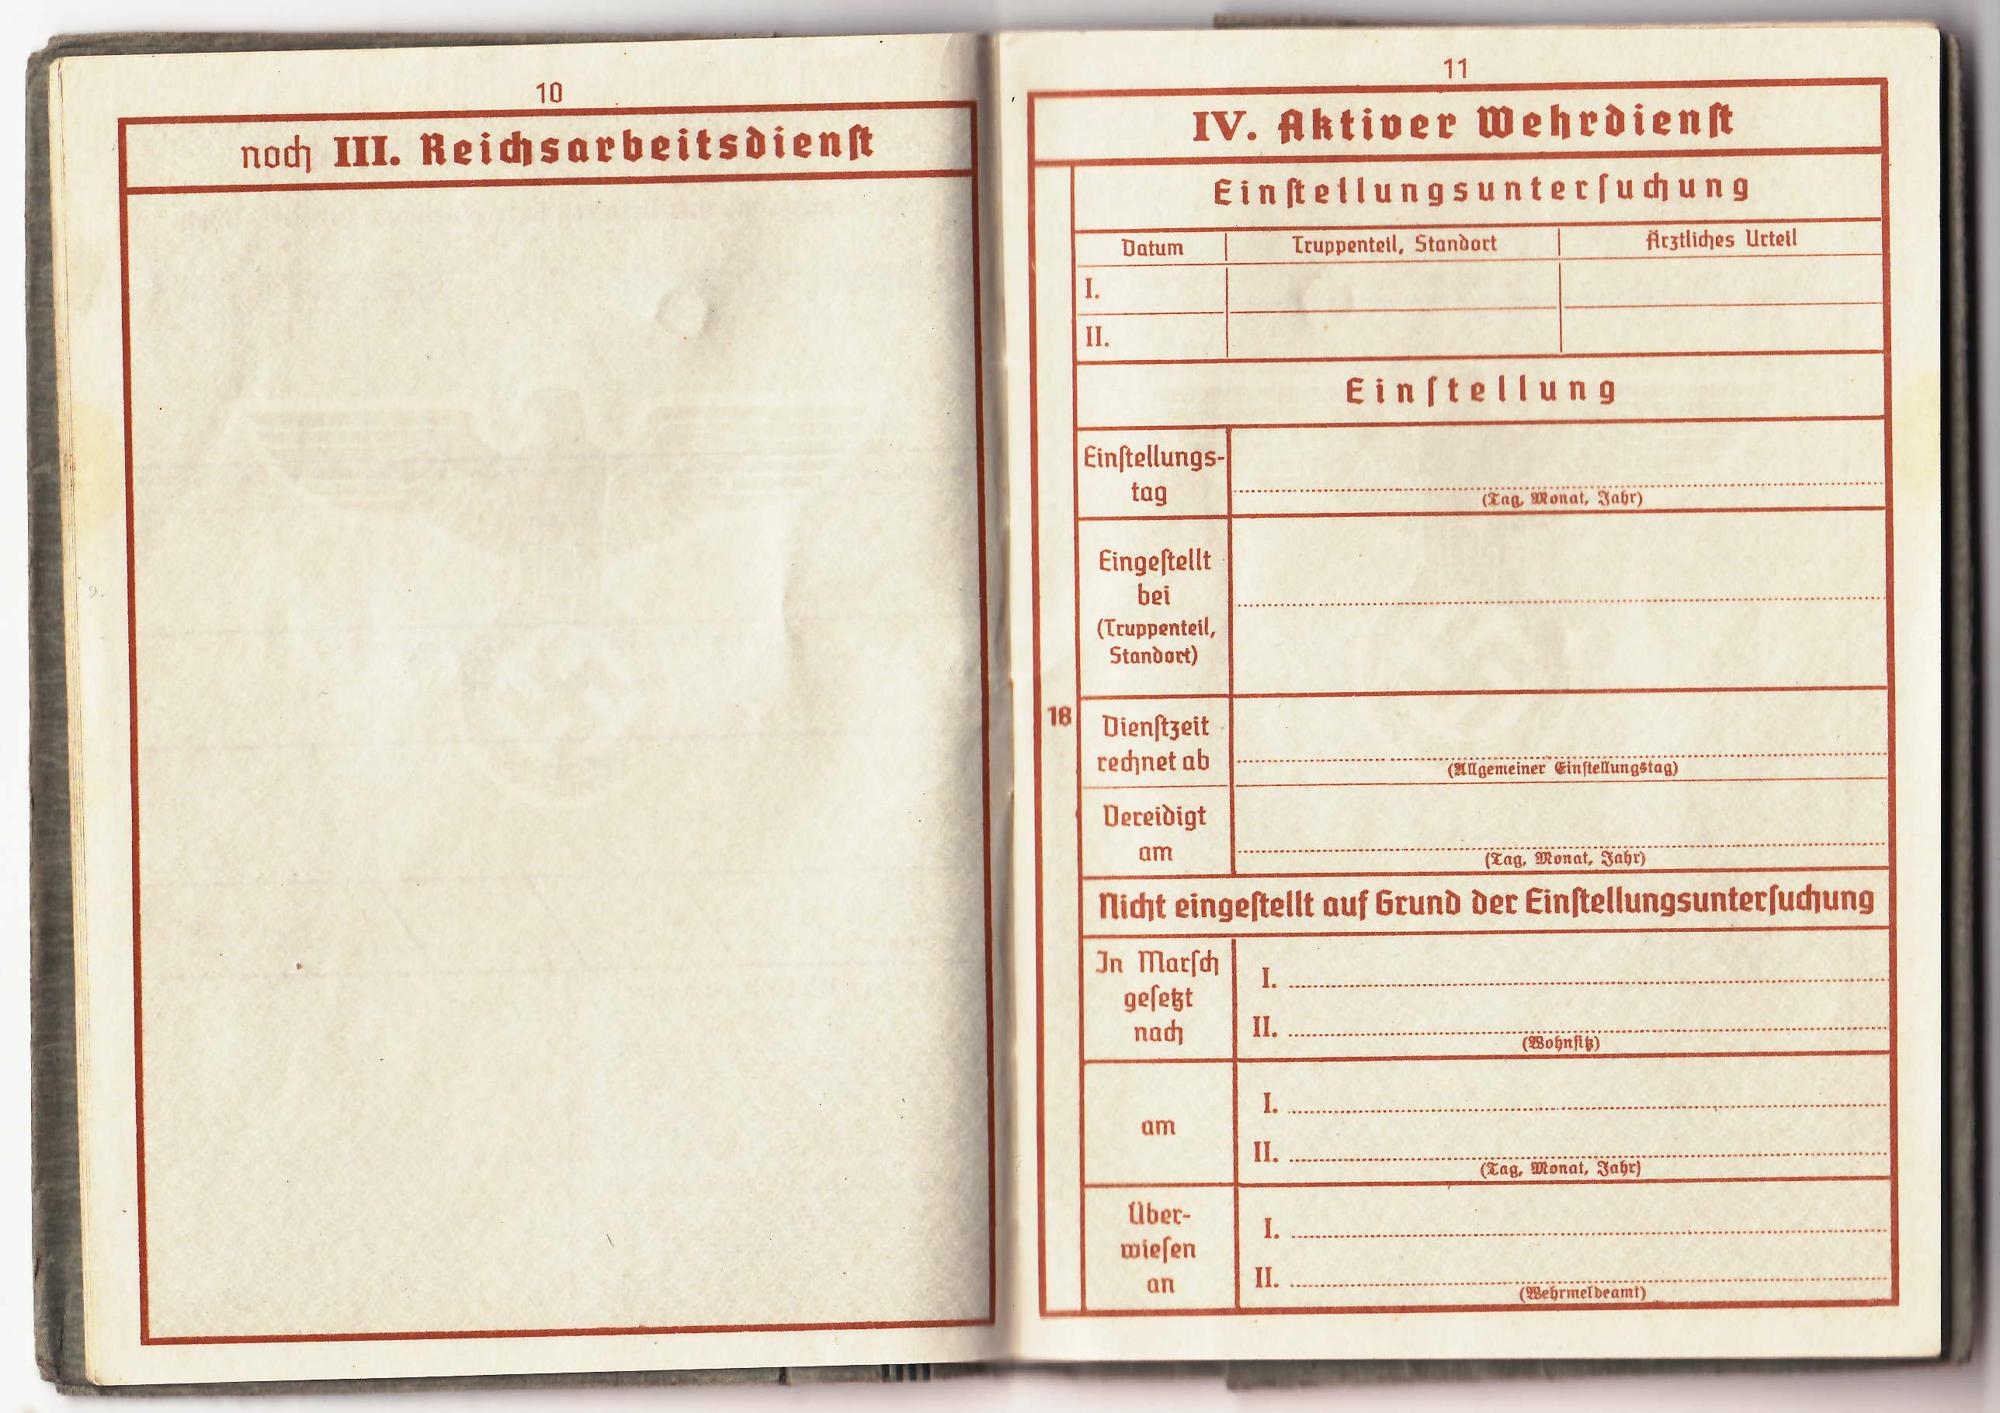 10
noch III. Reichsarbeitsdienst
11
IV. Aktiver Wehrdienst
Einstellungsuntersuchung
Datum Truppenteil, Standort Ärztliches Urteil
I.
II.
Einstellung
Einstellungs-
tag
(Tag, Monat, Jahr)
Eingestellt
bei
(Truppenteil,
Standort)
18
Dienstzeit
rechnet ab
(Allgemeiner Einstellungstag)
Vereidigt
am
(Tag, Monat, Jahr)
Nicht eingestellt auf Grund der Einstellungsuntersuchung
In Marsch
gesetzt
nach
I.
II.
(Wohnsitz)
am
I.
II.
(Tag, Monat, Jahr)
Über-
wiesen
an
I.
II.
(Wehrmeldeamt)